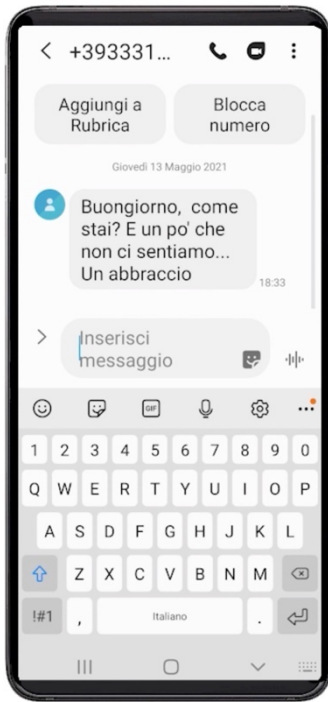 +393331...
Aggiungi a
Rubrica
Blocca
numero
Giovedì 13 Maggio 2021
Buongiorno, come
stai? E un po' che
non ci sentiamo...
Un abbraccio
18:33
Inserisci
messaggio
GIF
1 2 3 4 5 6 7 8 9 0
Q W E R T Y U I O P
A S D F G H J K L
Z X C V B N M
!#1 , Italiano .